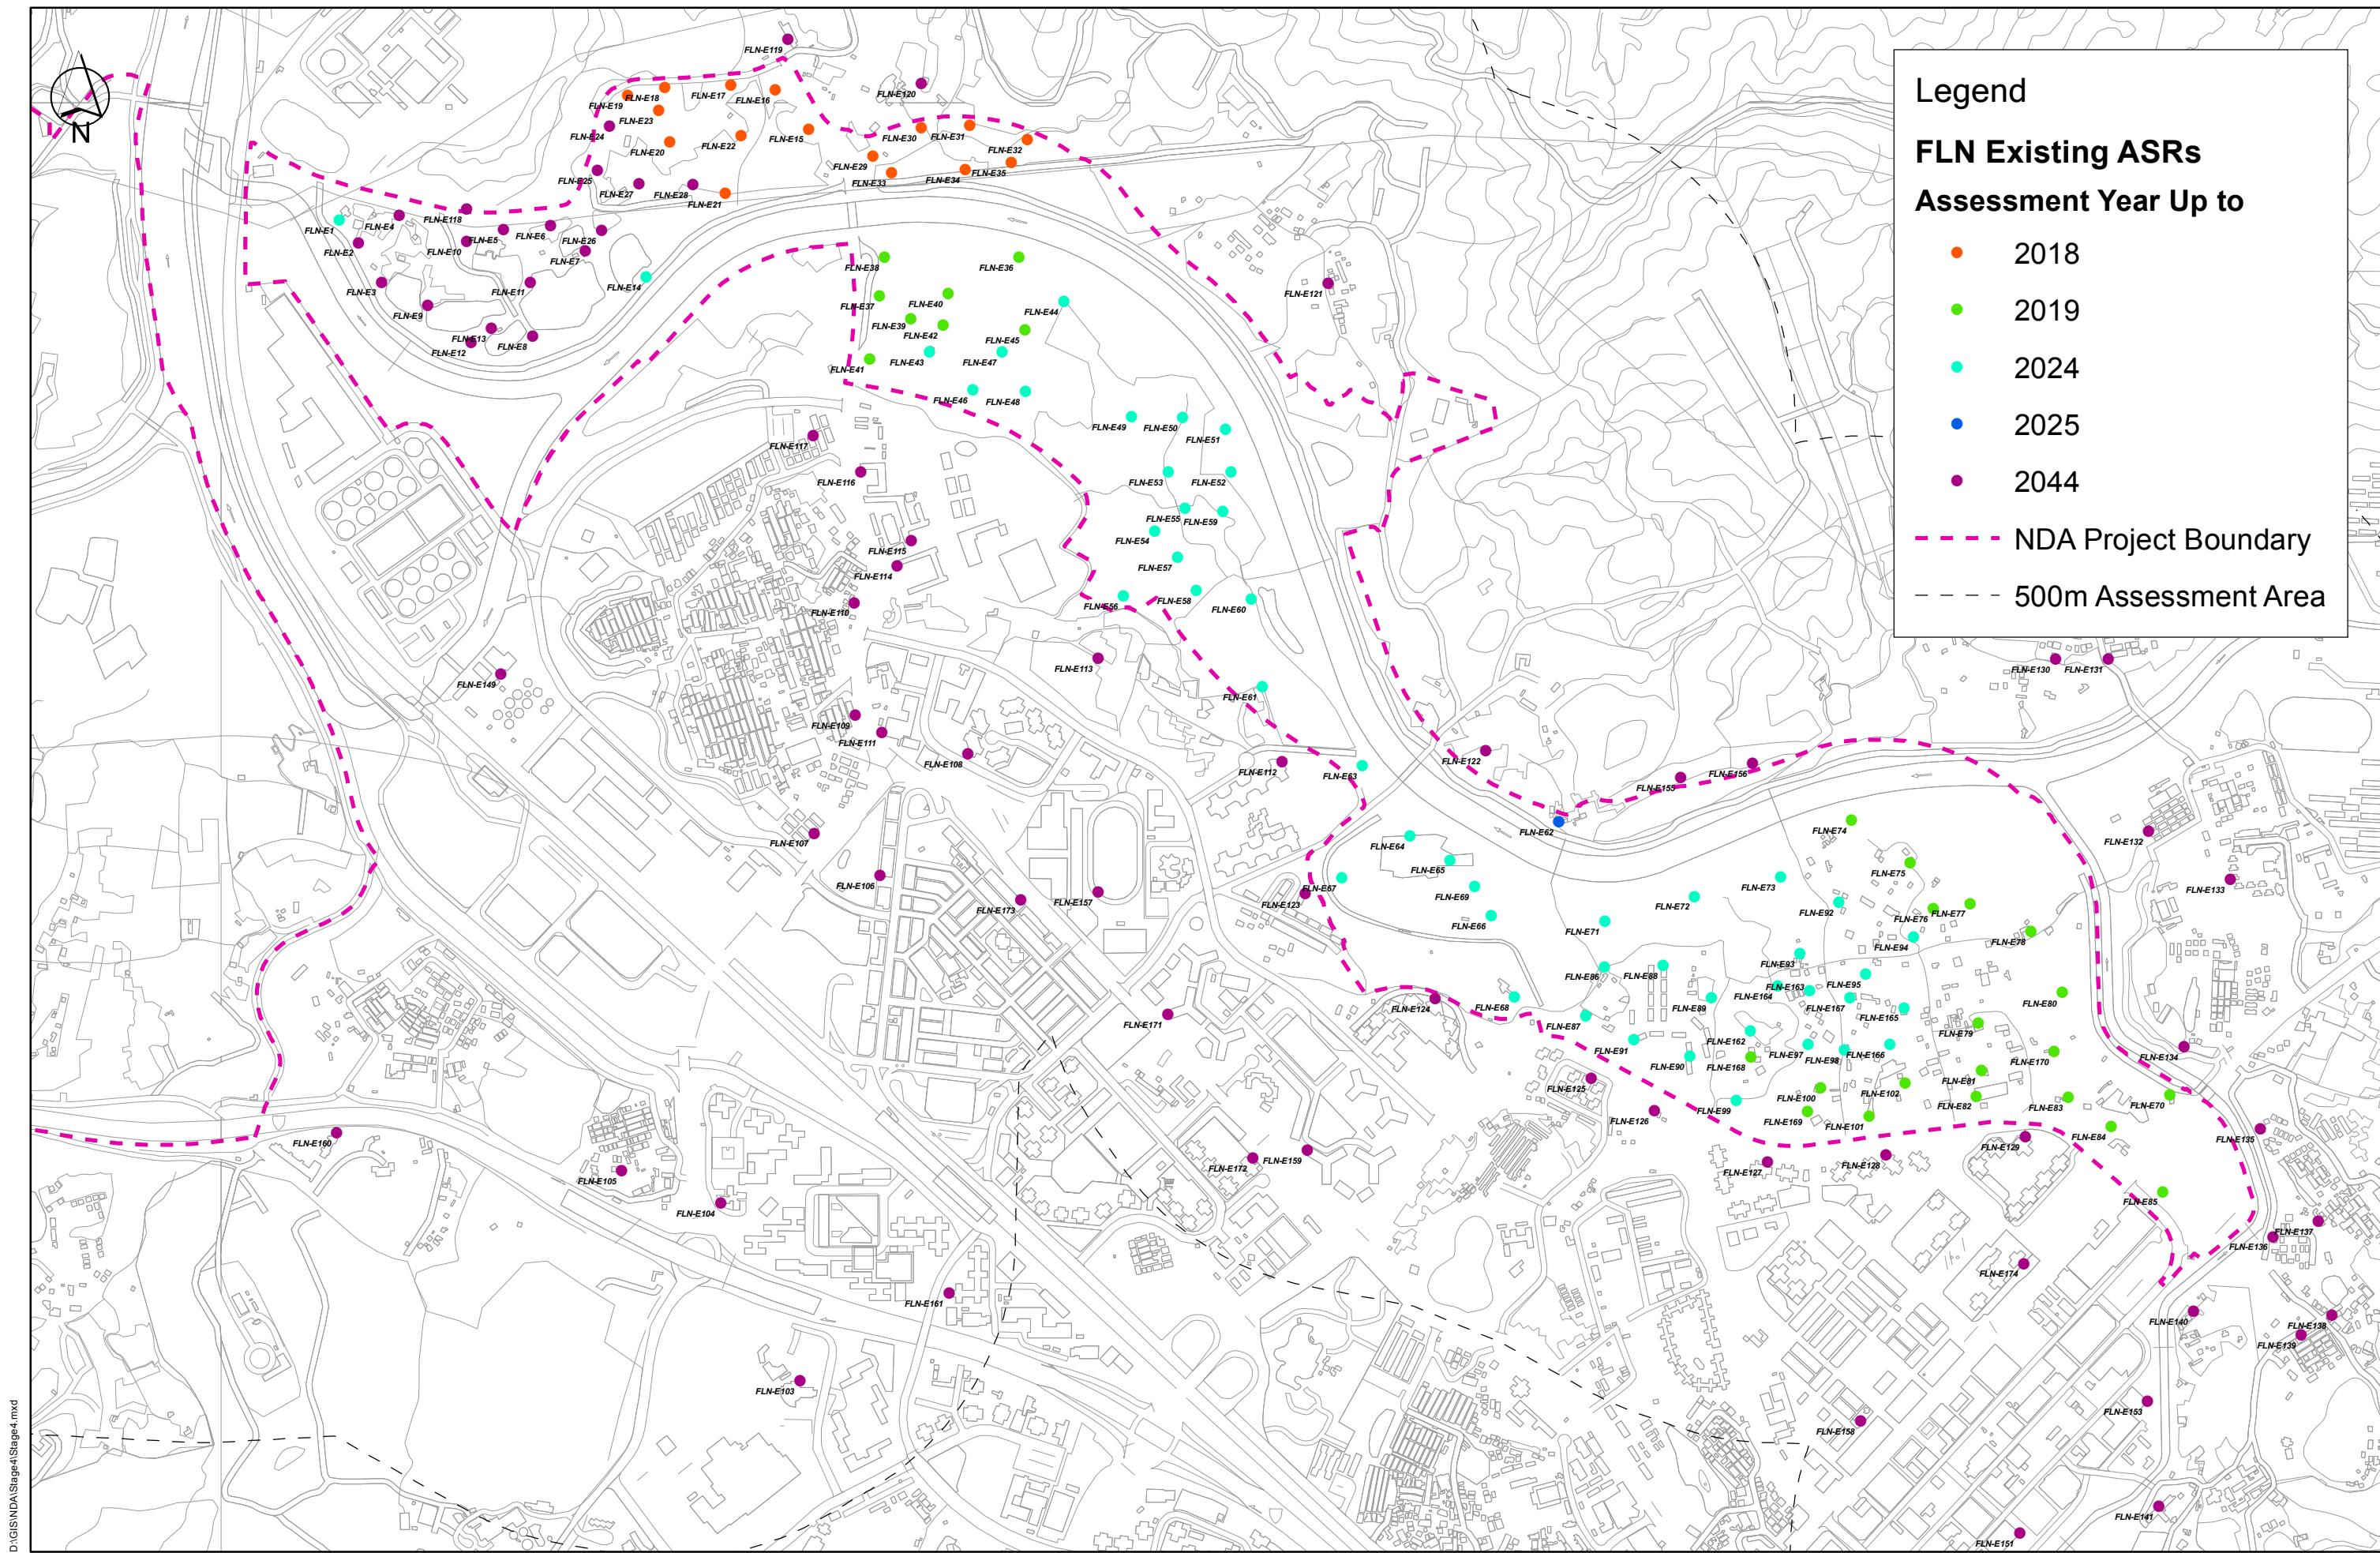 FLN-E119
Legend
FLN Existing ASRs
Assessment Year Up to
2018
2019
2024
2025
2044
NDA Project Boundary
500m Assessment Area
N
FLN-E120
FLN-E19
FLN-E18
FLN-E17
FLN-E16
FLN-E23
FLN-E24
FLN-E20
FLN-E22
FLN-E15
FLN-E30
FLN-E31
FLN-E32
FLN-E29
FLN-E33
FLN-E34
FLN-E35
FLN-E25
FLN-E27
FLN-E28
FLN-E21
FLN-E1
FLN-E4
FLN-E118
FLN-E2
FLN-E10
FLN-E5
FLN-E6
FLN-E26
FLN-E7
FLN-E3
FLN-E11
FLN-E14
FLN-E9
FLN-E13
FLN-E12
FLN-E8
FLN-E38
FLN-E36
FLN-E37
FLN-E40
FLN-E39
FLN-E42
FLN-E44
FLN-E45
FLN-E41
FLN-E43
FLN-E47
FLN-E46
FLN-E48
FLN-E121
FLN-E49
FLN-E50
FLN-E51
FLN-E117
FLN-E116
FLN-E53
FLN-E52
FLN-E55
FLN-E59
FLN-E54
FLN-E115
FLN-E114
FLN-E57
FLN-E110
FLN-E56
FLN-E58
FLN-E60
FLN-E113
FLN-E149
FLN-E61
FLN-E130
FLN-E131
FLN-E109
FLN-E111
FLN-E108
FLN-E112
FLN-E63
FLN-E122
FLN-E155
FLN-E156
FLN-E62
FLN-E107
FLN-E64
FLN-E74
FLN-E132
FLN-E65
FLN-E75
FLN-E106
FLN-E173
FLN-E157
FLN-E123
FLN-E67
FLN-E69
FLN-E66
FLN-E73
FLN-E72
FLN-E92
FLN-E76
FLN-E77
FLN-E133
FLN-E71
FLN-E94
FLN-E78
FLN-E86
FLN-E88
FLN-E93
FLN-E163
FLN-E164
FLN-E95
FLN-E80
FLN-E124
FLN-E68
FLN-E89
FLN-E167
FLN-E165
FLN-E171
FLN-E87
FLN-E79
FLN-E91
FLN-E162
FLN-E97
FLN-E98
FLN-E166
FLN-E170
FLN-E134
FLN-E90
FLN-E168
FLN-E81
FLN-E125
FLN-E99
FLN-E100
FLN-E102
FLN-E82
FLN-E83
FLN-E70
FLN-E126
FLN-E169
FLN-E101
FLN-E84
FLN-E135
FLN-E160
FLN-E105
FLN-E172
FLN-E159
FLN-E127
FLN-E128
FLN-E129
FLN-E104
FLN-E85
FLN-E137
FLN-E136
FLN-E174
FLN-E161
FLN-E140
FLN-E138
FLN-E139
FLN-E103
FLN-E153
FLN-E158
FLN-E141
FLN-E151
D:\GIS\NDA\Stage4\Stage4.mxd